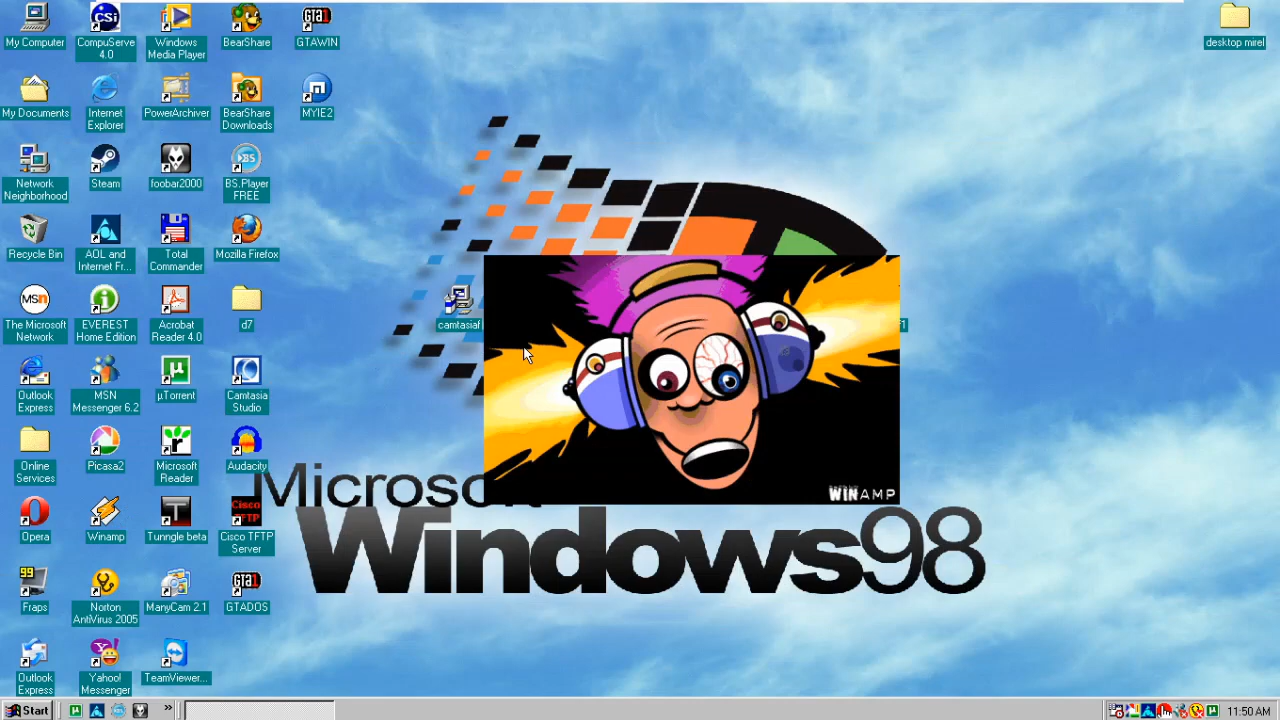 My Computer
CompuServe
4.0
Windows
Media Player
BearShare
GTAWIN
desktop mirel
My Documents
Internet
Explorer
PowerArchiver
BearShare
Downloads
MYIE2
Network
Neighborhood
Steam
foobar2000
BS.Player
FREE
Recycle Bin
AOL and
Internet Fr...
Total
Commander
Mozilla Firefox
The Microsoft
Network
EVEREST
Home Edition
Acrobat
Reader 4.0
d7
camtasiaf
Outlook
Express
MSN
Messenger 6.2
µTorrent
Camtasia
Studio
Online
Services
Picasa2
Microsoft
Reader
Audacity
Opera
Winamp
Tunngle beta
Cisco TFTP
Server
Fraps
Norton
AntiVirus 2005
ManyCam 2.1
GTADOS
Outlook
Express
Yahoo!
Messenger
TeamViewer...
WINAMP
Microsof
Windows98
Start
11:50 AM